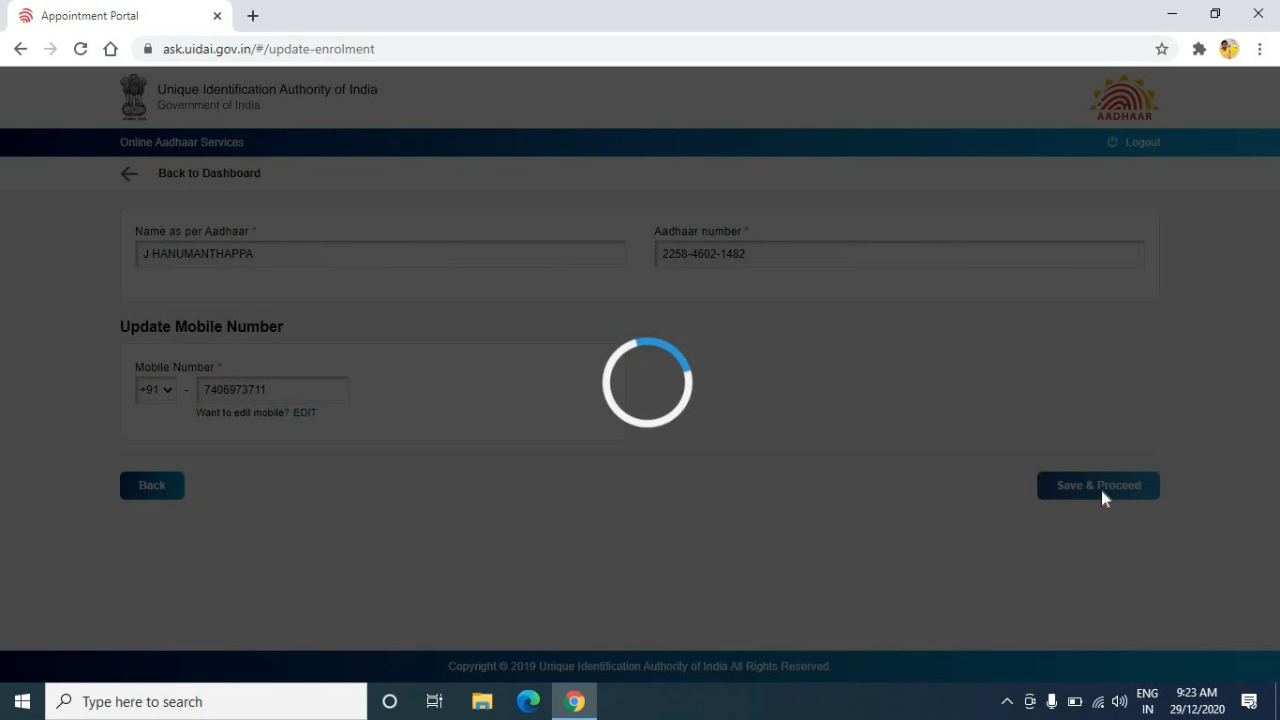 Appointment Portal
ask.uidai.gov.in/#/update-enrolment
Unique Identification Authority of India
Government of India
AADHAAR
Online Aadhaar Services
Logout
Back to Dashboard
Name as per Aadhaar *
Aadhaar number *
J HANUMANTHAPPA
2258-4602-1482
Update Mobile Number
Mobile Number *
+91 - 7406973711
Want to edit mobile? EDIT
Back
Save & Proceed
Copyright © 2019 Unique Identification Authority of India All Rights Reserved.
Type here to search
ENG
IN
9:23 AM
29/12/2020